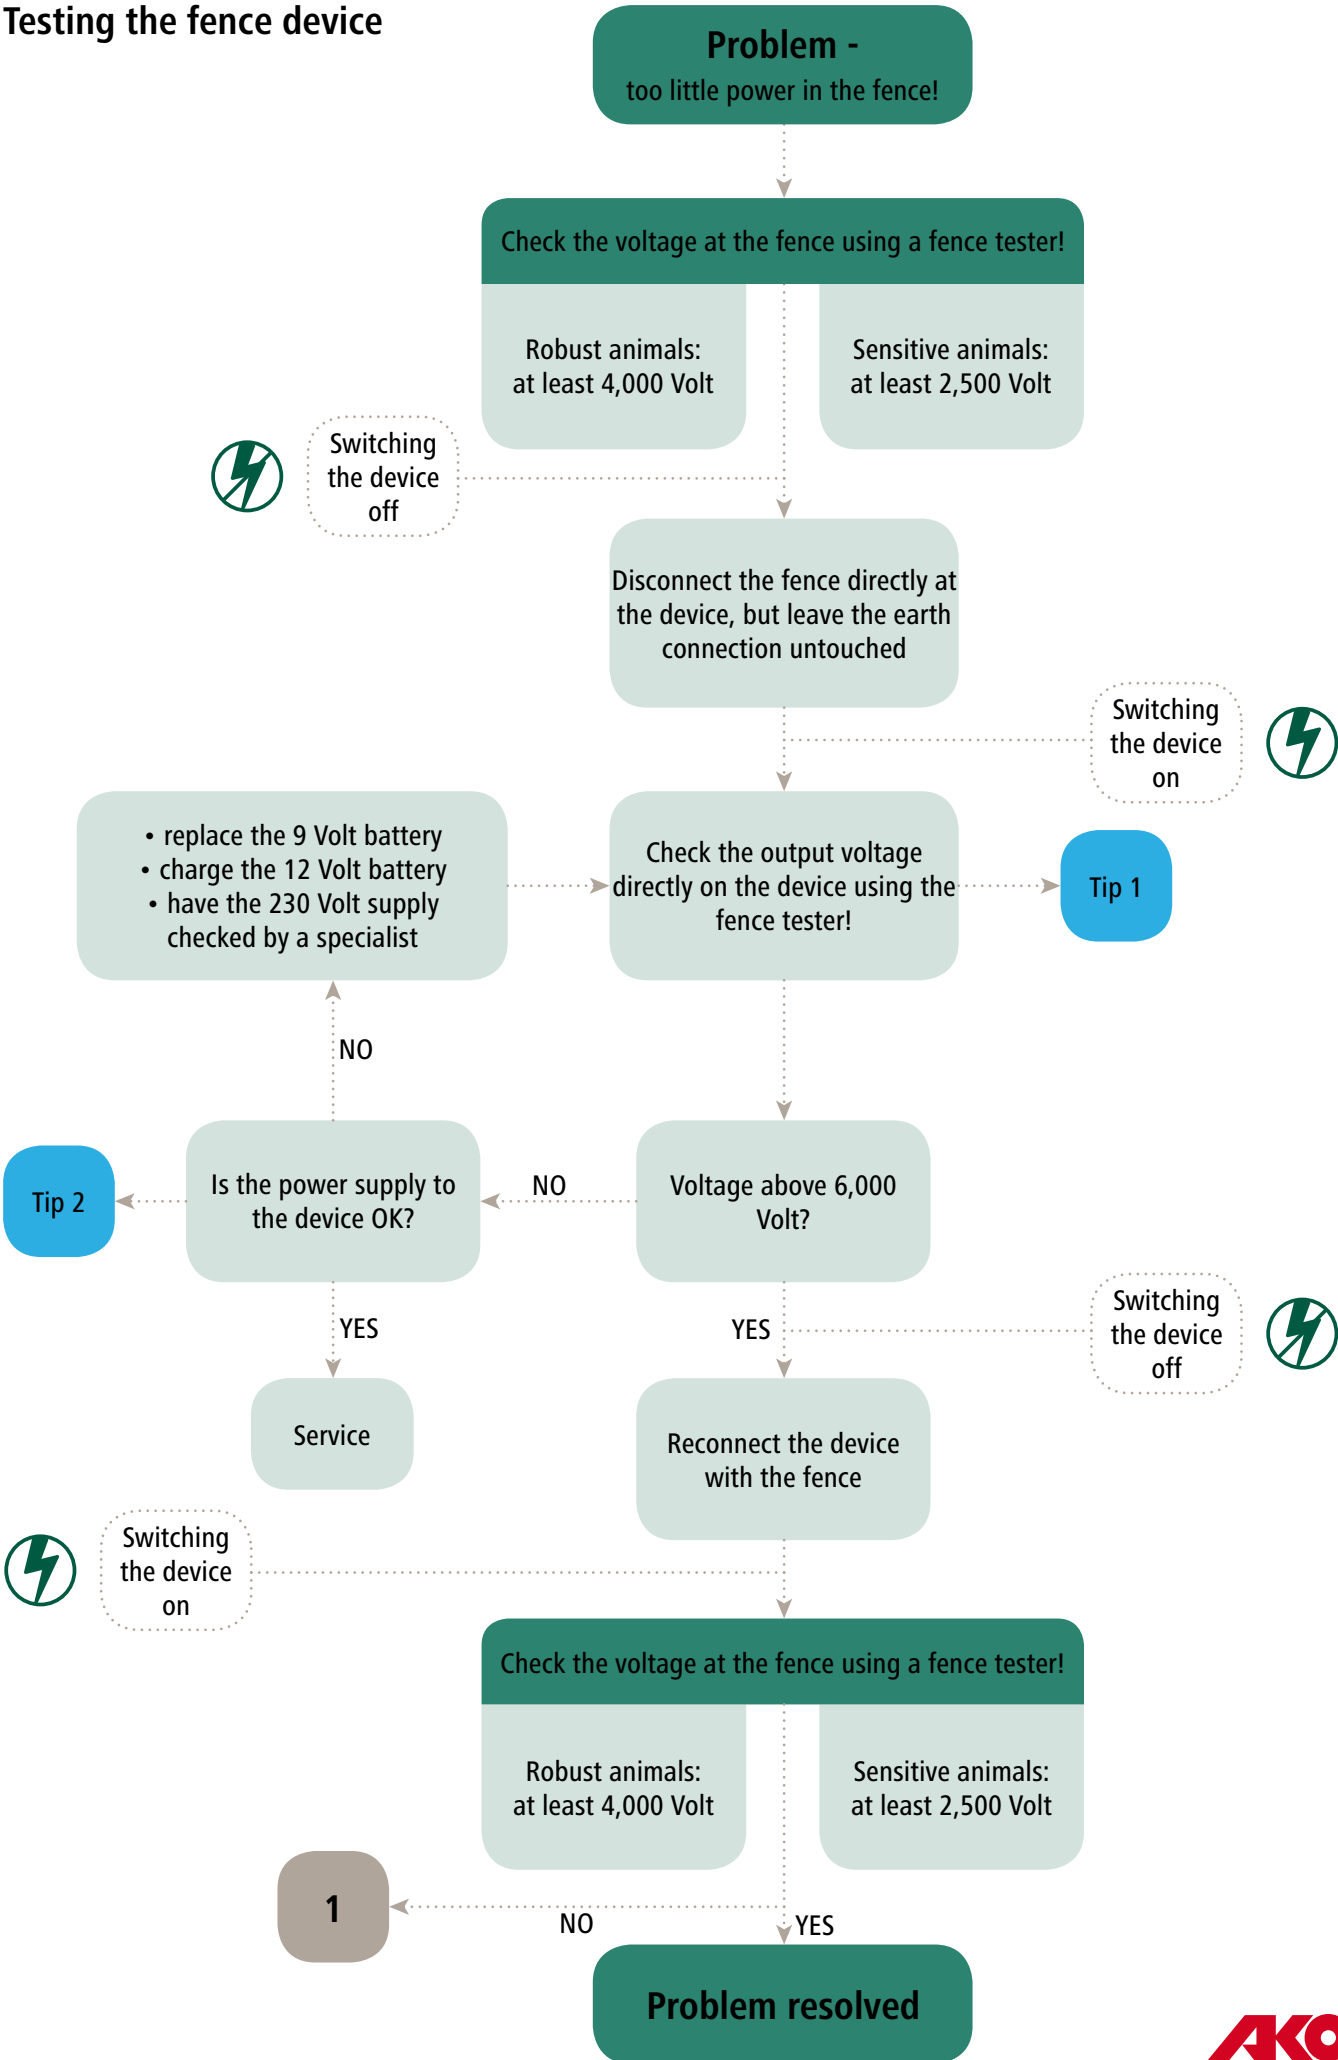 Testing the fence device
Problem -
too little power in the fence!
Check the voltage at the fence using a fence tester!
Robust animals:
at least 4,000 Volt
Sensitive animals:
at least 2,500 Volt
Switching
the device
off
Disconnect the fence directly at
the device, but leave the earth
connection untouched
Switching
the device
on
• replace the 9 Volt battery
• charge the 12 Volt battery
• have the 230 Volt supply
checked by a specialist
Check the output voltage
directly on the device using the
fence tester!
Tip 1
NO
Tip 2
Is the power supply to
the device OK?
NO
Voltage above 6,000
Volt?
YES
YES
Switching
the device
off
Service
Reconnect the device
with the fence
Switching
the device
on
Check the voltage at the fence using a fence tester!
Robust animals:
at least 4,000 Volt
Sensitive animals:
at least 2,500 Volt
1
NO
YES
Problem resolved
AKO